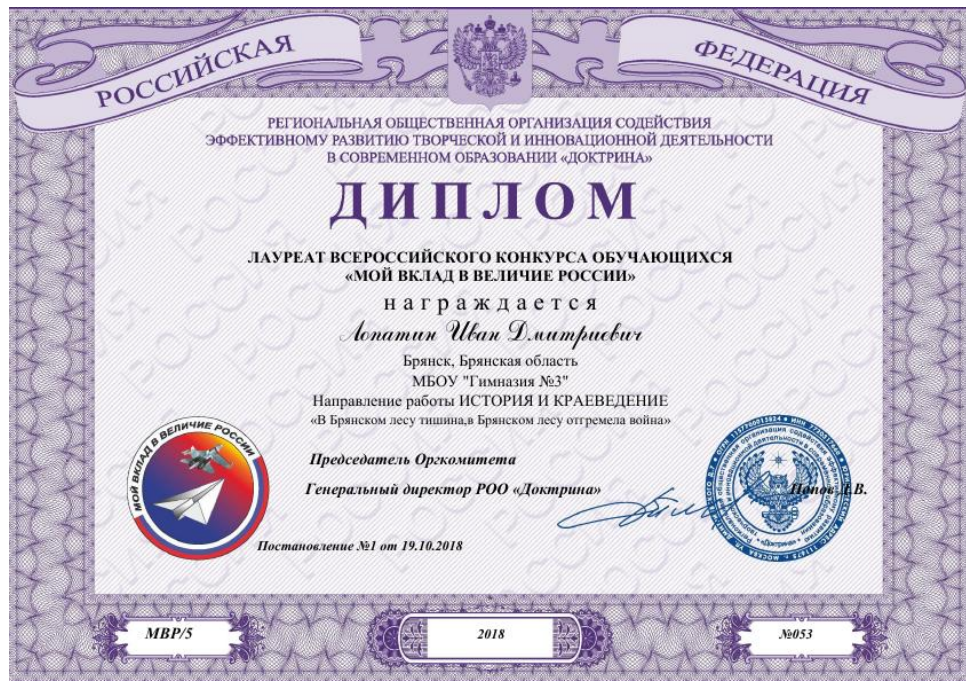 РОССИЙСКАЯ
ФЕДЕРАЦИЯ
РЕГИОНАЛЬНАЯ ОБЩЕСТВЕННАЯ ОРГАНИЗАЦИЯ СОДЕЙСТВИЯ
ЭФФЕКТИВНОМУ РАЗВИТИЮ ТВОРЧЕСКОЙ И ИННОВАЦИОННОЙ ДЕЯТЕЛЬНОСТИ
В СОВРЕМЕННОМ ОБРАЗОВАНИИ «ДОКТРИНА»
ДИПЛОМ
ЛАУРЕАТ ВСЕРОССИЙСКОГО КОНКУРСА ОБУЧАЮЩИХСЯ
«МОЙ ВКЛАД В ВЕЛИЧИЕ РОССИИ»
награждается
Лопатин Иван Дмитриевич
Брянск, Брянская область
МБОУ "Гимназия №3"
Направление работы ИСТОРИЯ И КРАЕВЕДЕНИЕ
«В Брянском лесу тишина,в Брянском лесу отгремела война»
МОЙ ВКЛАД В ВЕЛИЧИЕ РОССИИ
Председатель Оргкомитета
Генеральный директор РОО «Доктрина»
Попов Д.В.
Постановление №1 от 19.10.2018
МВР/5
2018
№053